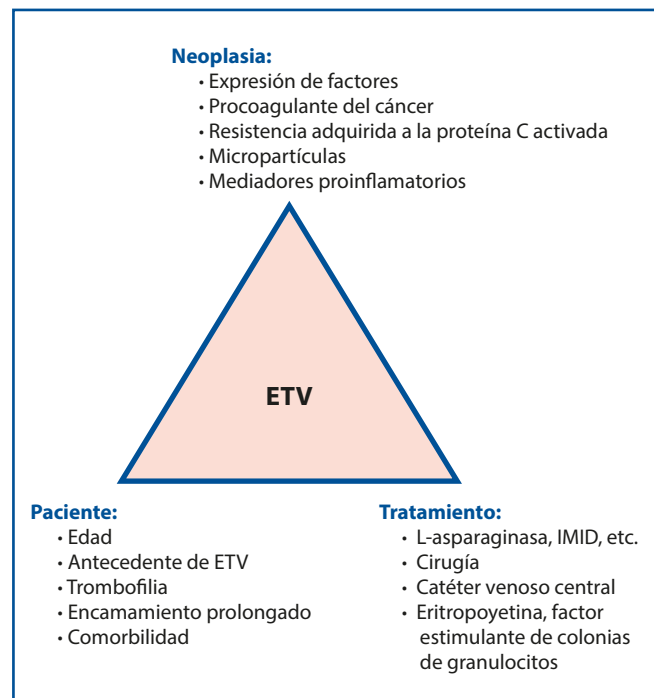 Neoplasia:
• Expresión de factores
• Procoagulante del cáncer
• Resistencia adquirida a la proteína C activada
• Micropartículas
• Mediadores proinflamatorios
ETV
Paciente:
• Edad
• Antecedente de ETV
• Trombofilia
• Encamamiento prolongado
• Comorbilidad
Tratamiento:
• L-asparaginasa, IMID, etc.
• Cirugía
• Catéter venoso central
• Eritropoyetina, factor
estimulante de colonias
de granulocitos